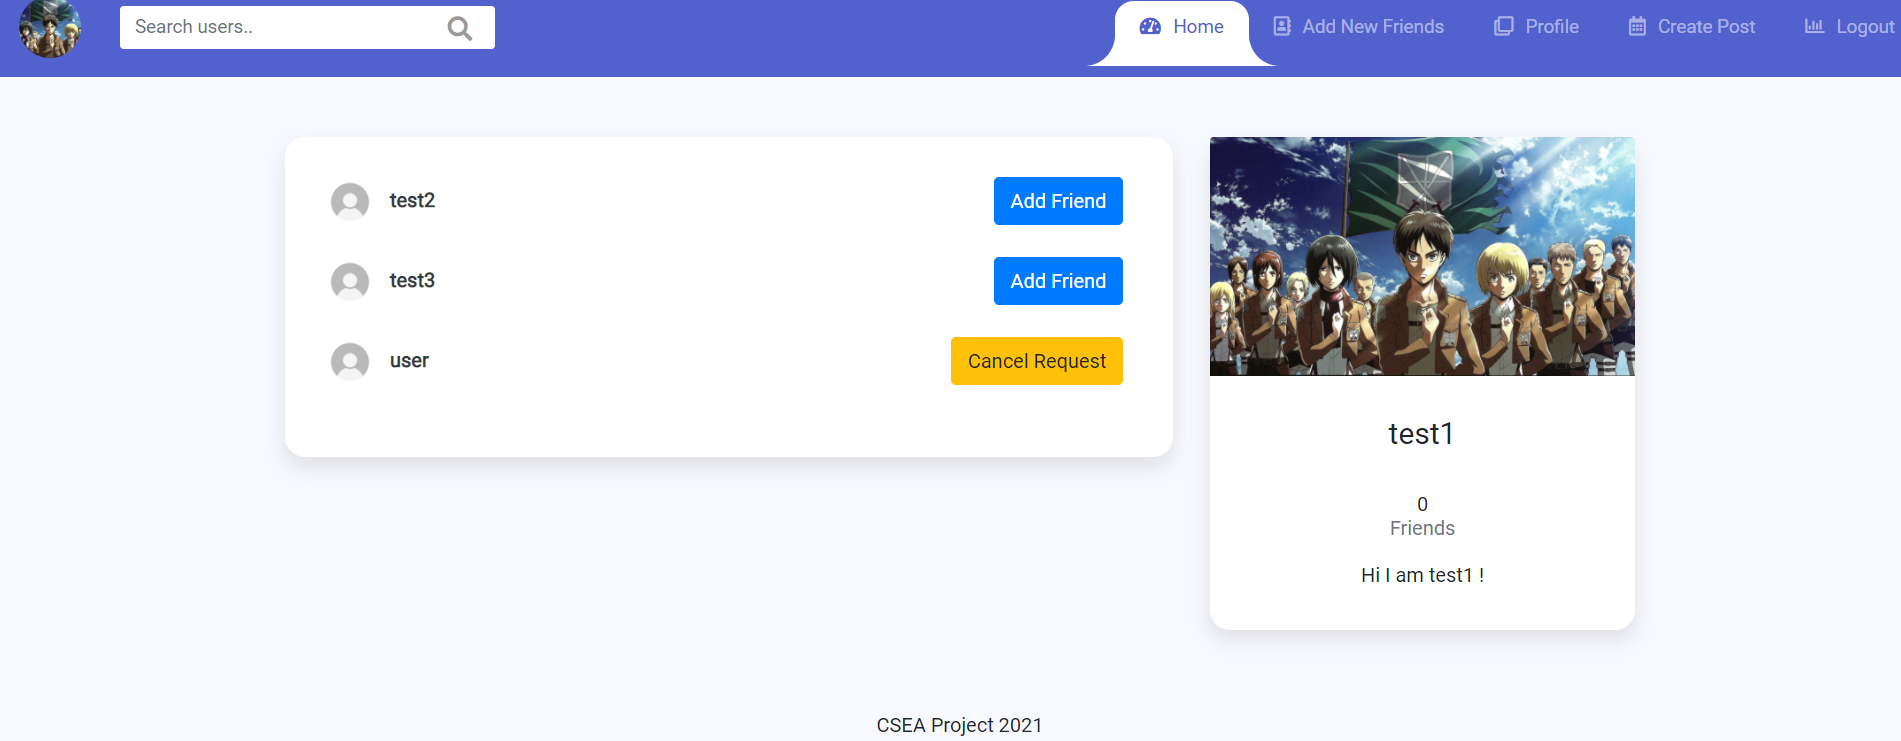 Search users..
Home
Add New Friends
Profile
Create Post
Logout
test2
Add Friend
test3
Add Friend
user
Cancel Request
test1
0
Friends
Hi I am test1 !
CSEA Project 2021